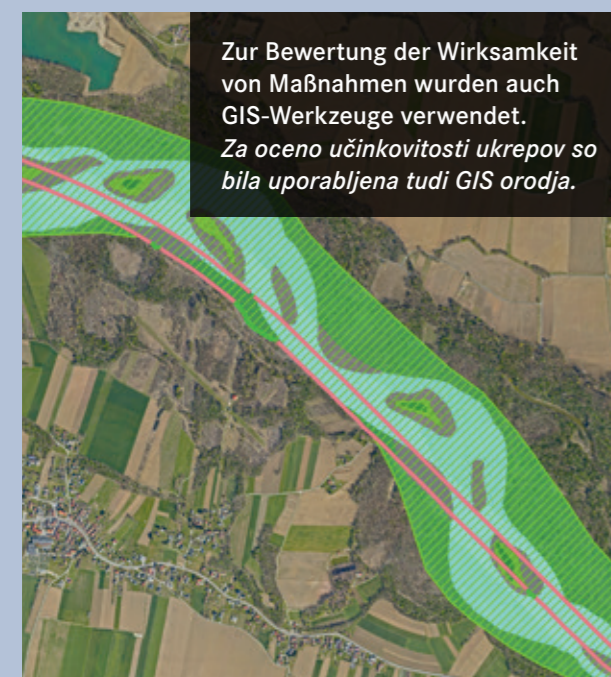 Zur Bewertung der Wirksamkeit
von Maßnahmen wurden auch
GIS-Werkzeuge verwendet.
Za oceno učinkovitosti ukrepov so
bila uporabljena tudi GIS orodja.